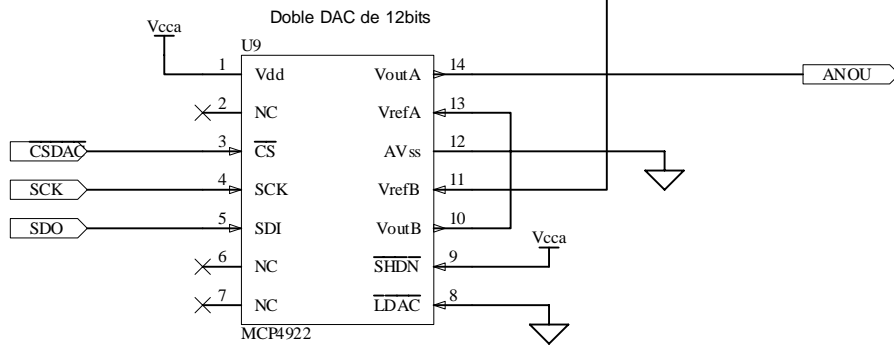 Doble DAC de 12bits
Vcca
U9
1 Vdd VoutA 14 ANOU
2 NC VrefA 13
CSDAC 3 CS AVss 12
SCK 4 SCK VrefB 11
SDO 5 SDI VoutB 10
Vcca
6 NC SHDN 9
7 NC LDAC 8
MCP4922